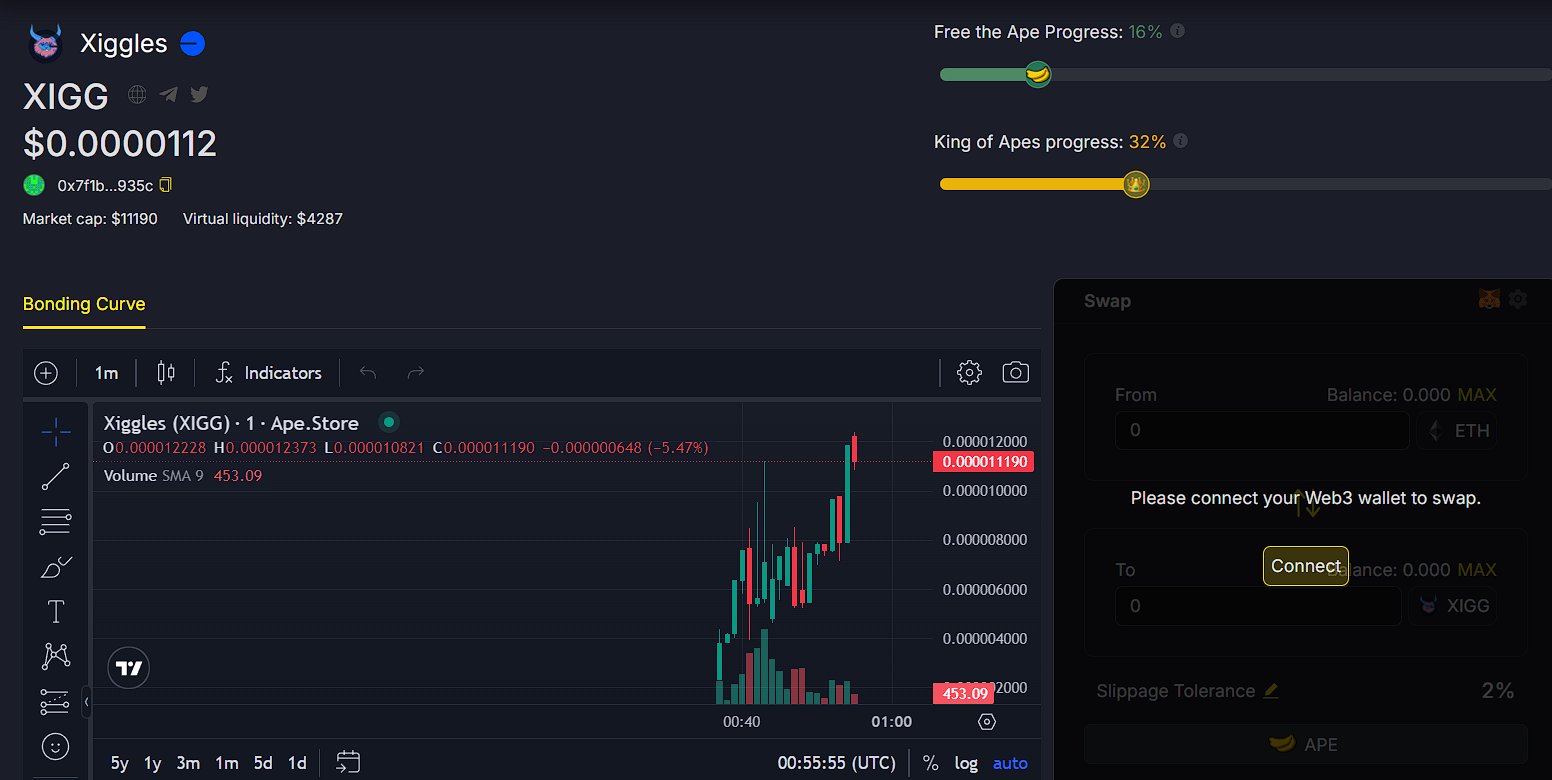 Xiggles
XIGG
$0.0000112
0x7f1b...935c
Market cap: $11190 Virtual liquidity: $4287
Free the Ape Progress: 16%
King of Apes progress: 32%
Bonding Curve
1m Indicators
Xiggles (XIGG) · 1 · Ape.Store
O0.000012228 H0.000012373 L0.000010821 C0.000011190 −0.000000648 (−5.47%)
Volume SMA 9 453.09
0.000012000
0.000011190
0.000010000
0.000008000
0.000006000
0.000004000
453.09
00:40 01:00
5y 1y 3m 1m 5d 1d 00:55:55 (UTC) % log auto
Swap
From Balance: 0.000 MAX
0 ETH
Please connect your Web3 wallet to swap.
Connect
To Balance: 0.000 MAX
0 XIGG
Slippage Tolerance 2%
APE